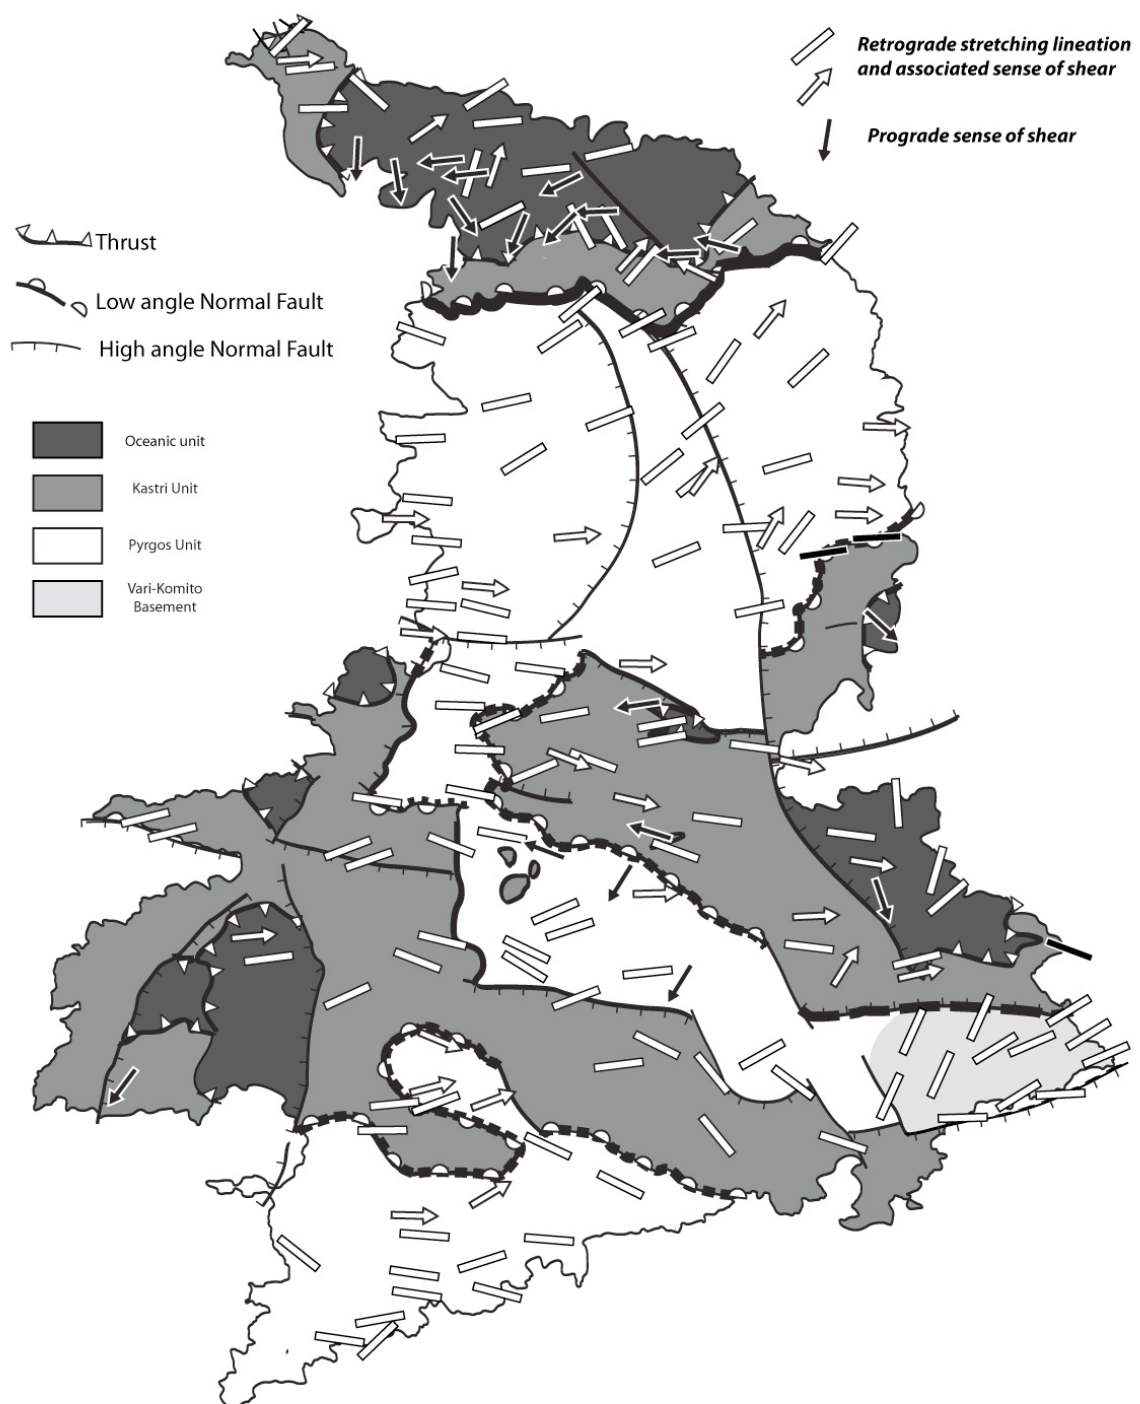 Retrograde stretching lineation
and associated sense of shear
Prograde sense of shear
Thrust
Low angle Normal Fault
High angle Normal Fault
Oceanic unit
Kastri Unit
Pyrgos Unit
Vari-Komito
Basement